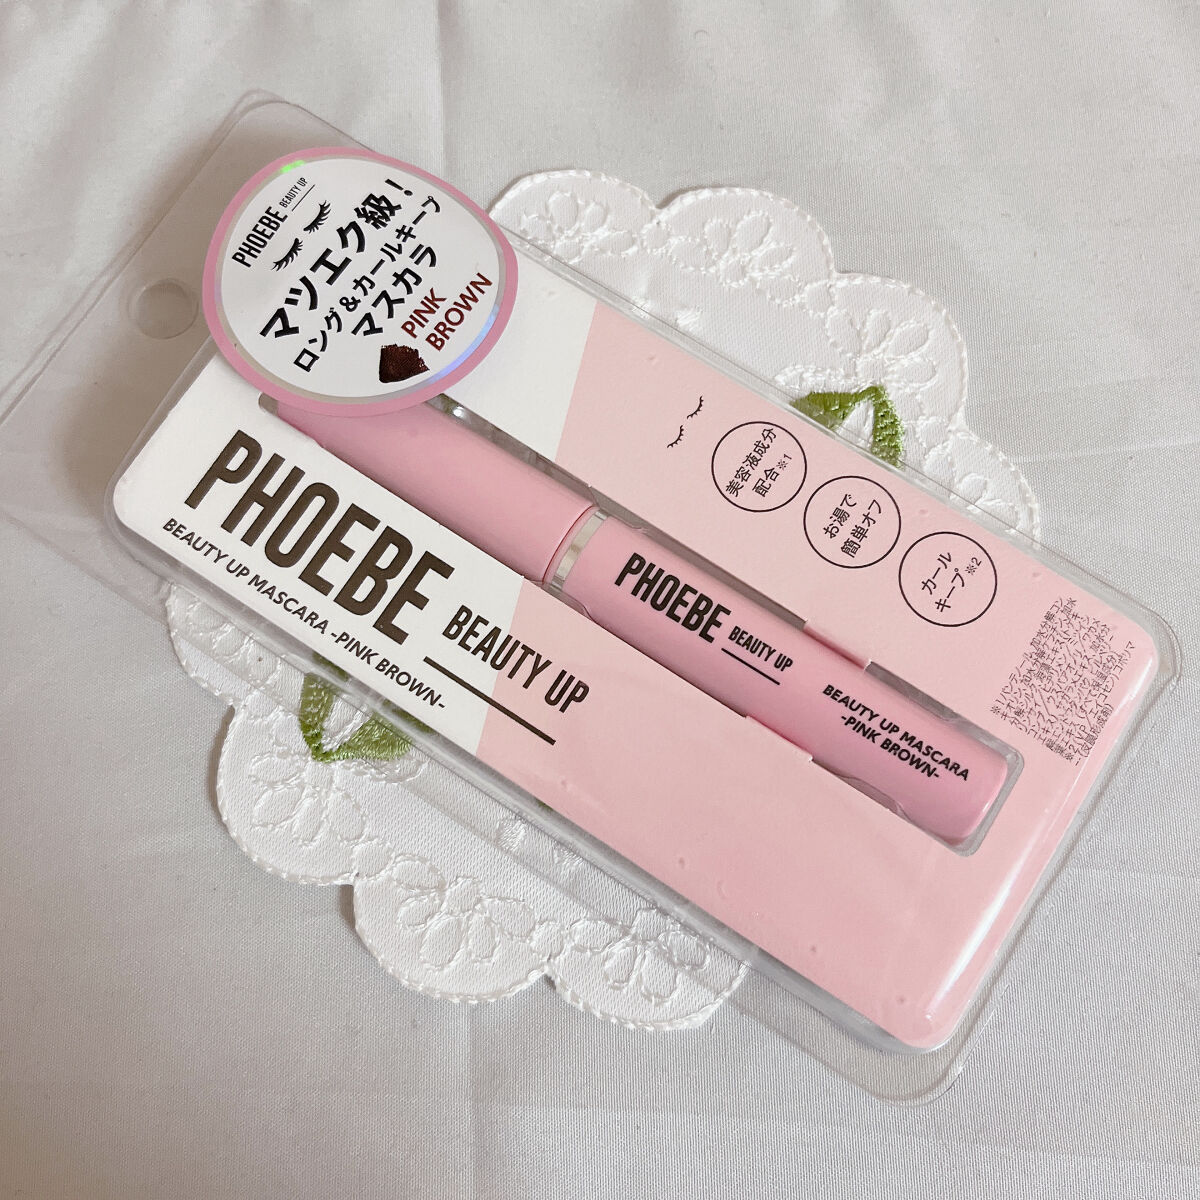 PHOEBE BEAUTY UP
マツエク級！
ロング＆カールキープ
マスカラ
PINK
BROWN
PHOEBE BEAUTY UP
BEAUTY UP MASCARA -PINK BROWN-
PHOEBE BEAUTY UP
BEAUTY UP MASCARA
-PINK BROWN-
美容液成分
配合※1
お湯で
簡単オフ
カール
キープ※2